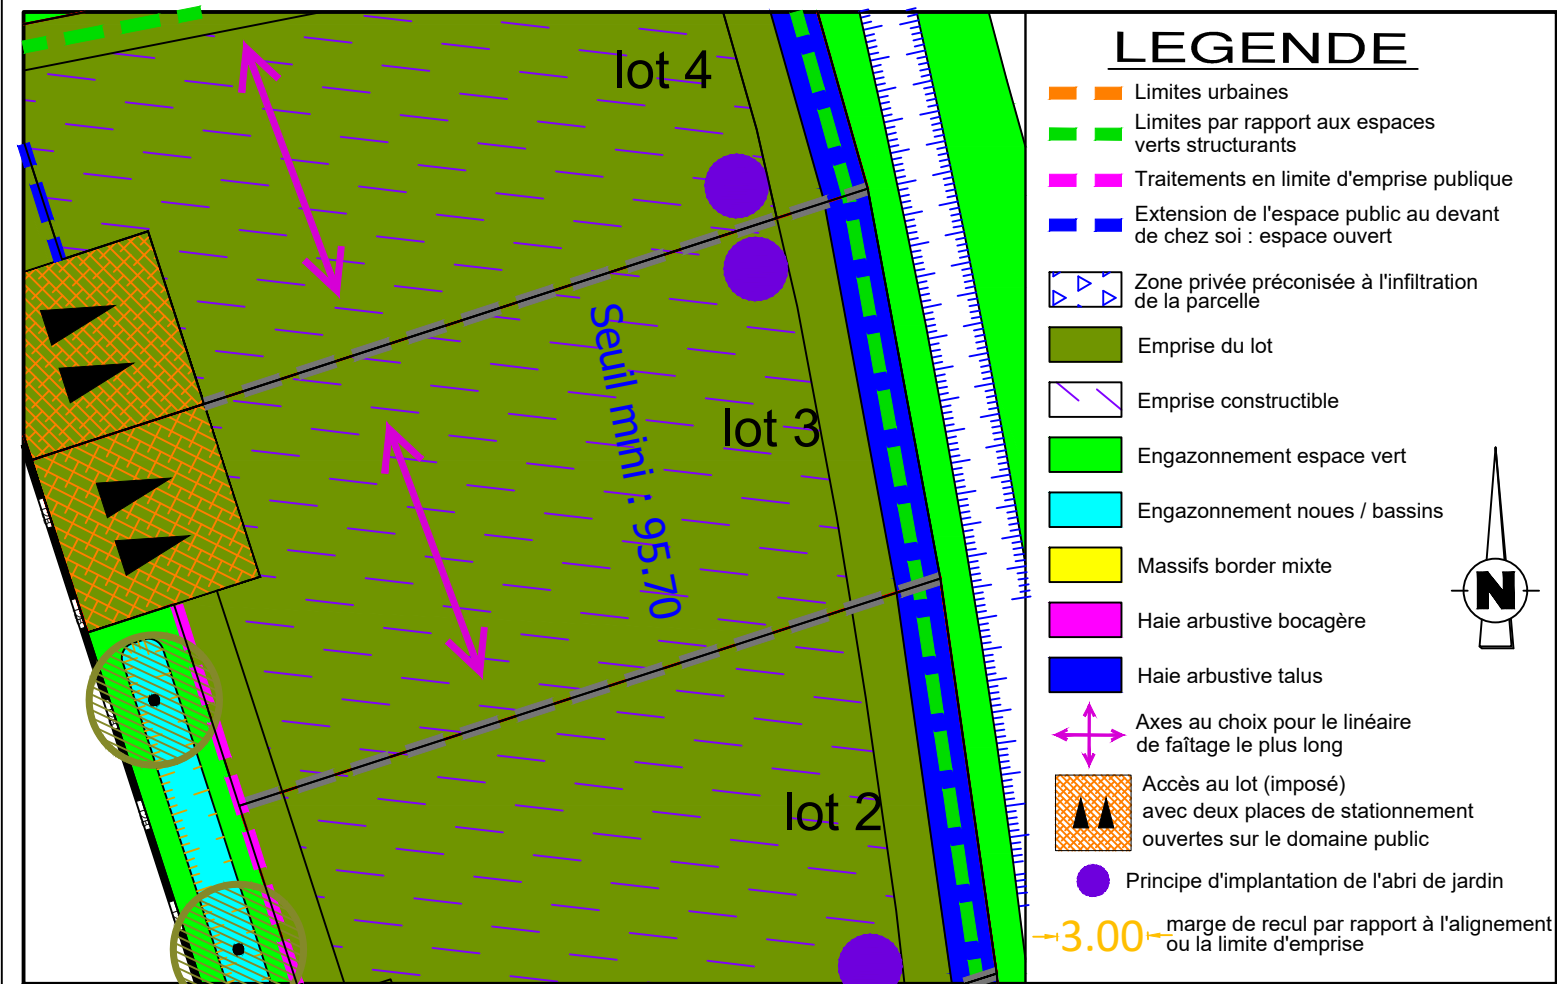 lot 4
lot 3
Seuil mini : 95.70
lot 2
LEGENDE
Limites urbaines
Limites par rapport aux espaces
verts structurants
Traitements en limite d'emprise publique
Extension de l'espace public au devant
de chez soi : espace ouvert
Zone privée préconisée à l'infiltration
de la parcelle
Emprise du lot
Emprise constructible
Engazonnement espace vert
Engazonnement noues / bassins
Massifs border mixte
Haie arbustive bocagère
Haie arbustive talus
Axes au choix pour le linéaire
de faîtage le plus long
Accès au lot (imposé)
avec deux places de stationnement
ouvertes sur le domaine public
Principe d'implantation de l'abri de jardin
3.00
marge de recul par rapport à l'alignement
ou la limite d'emprise
N